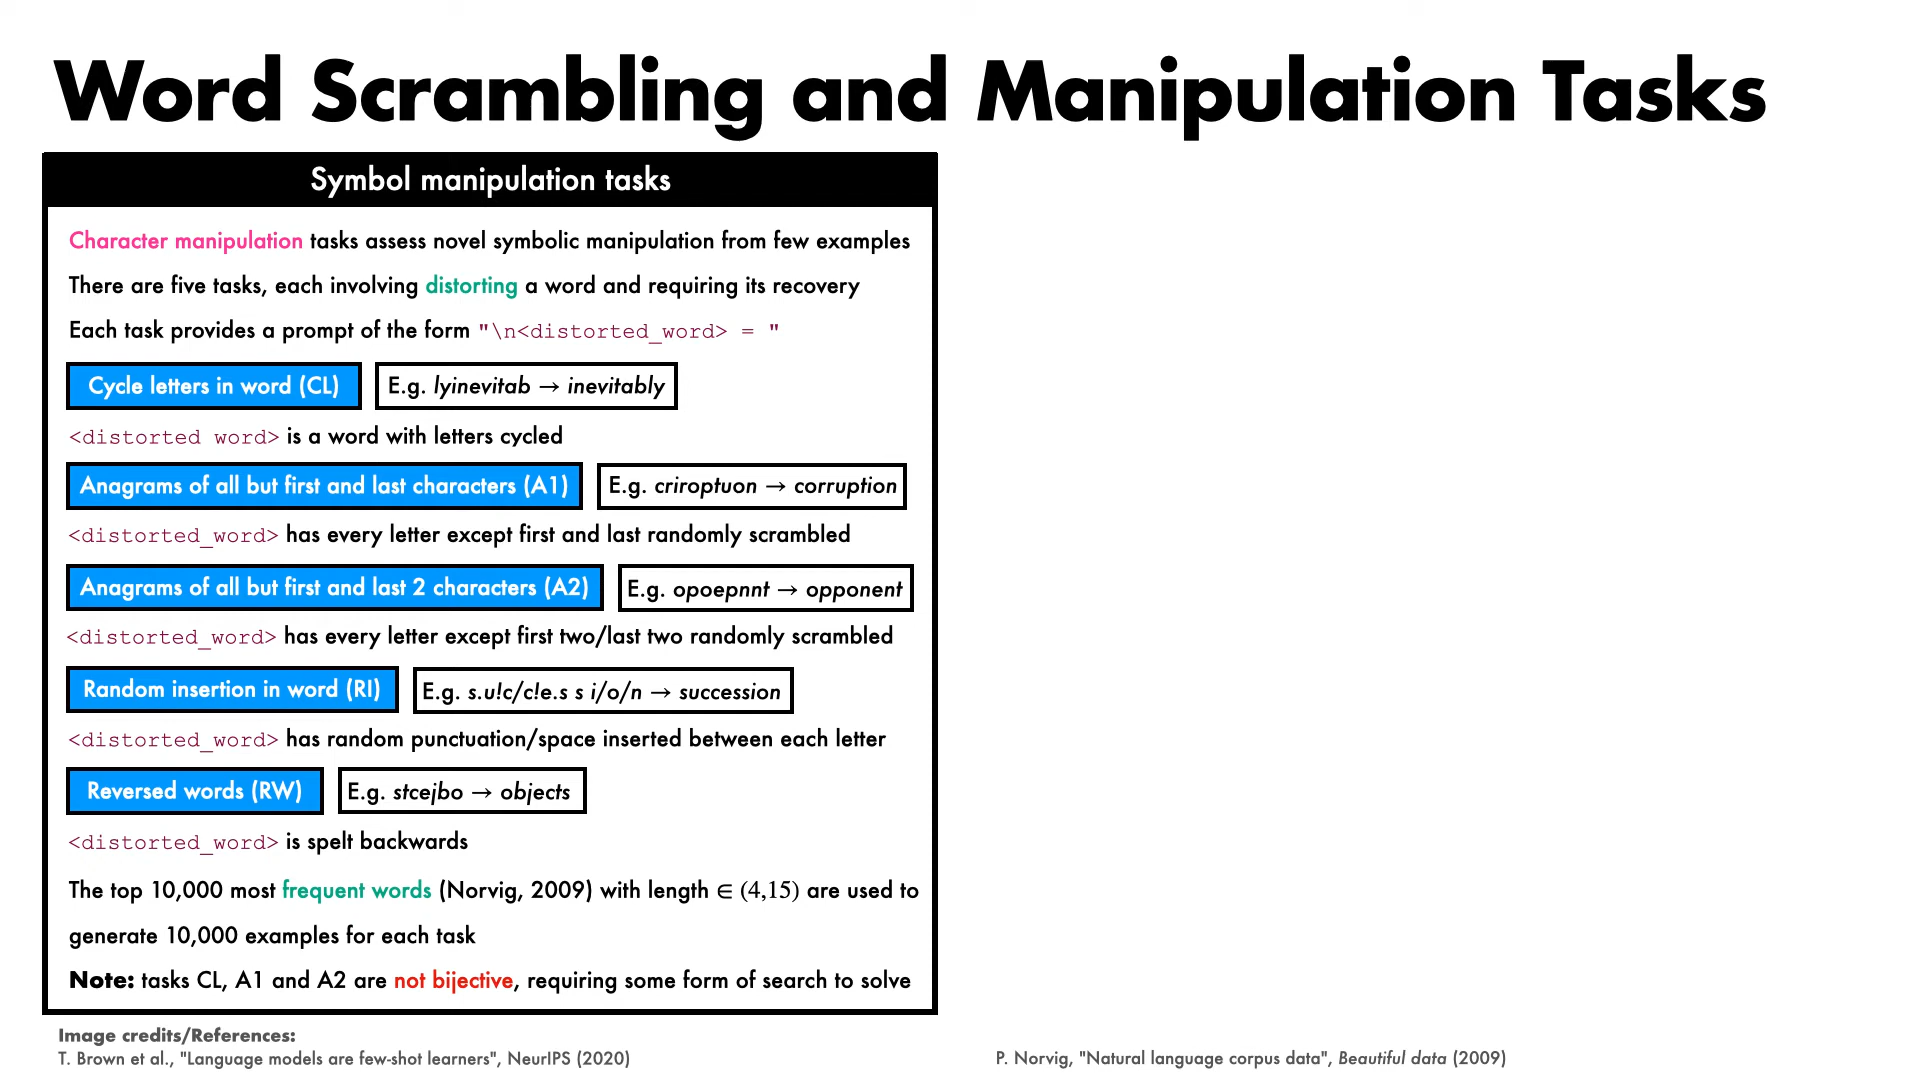 Word Scrambling and Manipulation Tasks
Symbol manipulation tasks
Character manipulation tasks assess novel symbolic manipulation from few examples
There are five tasks, each involving distorting a word and requiring its recovery
Each task provides a prompt of the form "\n<distorted_word> = "
Cycle letters in word (CL) E.g. lyinevitab → inevitably
<distorted word> is a word with letters cycled
Anagrams of all but first and last characters (A1) E.g. criroptuon → corruption
<distorted_word> has every letter except first and last randomly scrambled
Anagrams of all but first and last 2 characters (A2) E.g. opoepnnt → opponent
<distorted_word> has every letter except first two/last two randomly scrambled
Random insertion in word (RI) E.g. s.u!c/c!e.s s i/o/n → succession
<distorted_word> has random punctuation/space inserted between each letter
Reversed words (RW) E.g. stcejbo → objects
<distorted_word> is spelt backwards
The top 10,000 most frequent words (Norvig, 2009) with length ∈ (4,15) are used to
generate 10,000 examples for each task
Note: tasks CL, A1 and A2 are not bijective, requiring some form of search to solve
Image credits/References:
T. Brown et al., "Language models are few-shot learners", NeurIPS (2020)
P. Norvig, "Natural language corpus data", Beautiful data (2009)